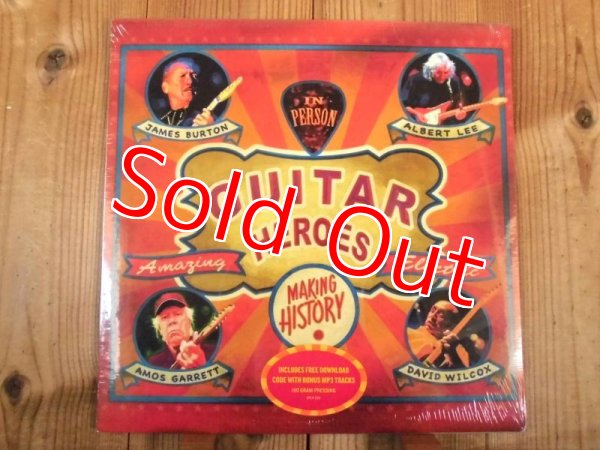 IN
PERSON
JAMES BURTON
ALBERT LEE
GUITAR
HEROES
Sold Out
Amazing
Electric
MAKING
HISTORY
AMOS GARRETT
DAVID WILCOX
INCLUDES FREE DOWNLOAD
CODE WITH BONUS MP3 TRACKS
180 GRAM PRESSING